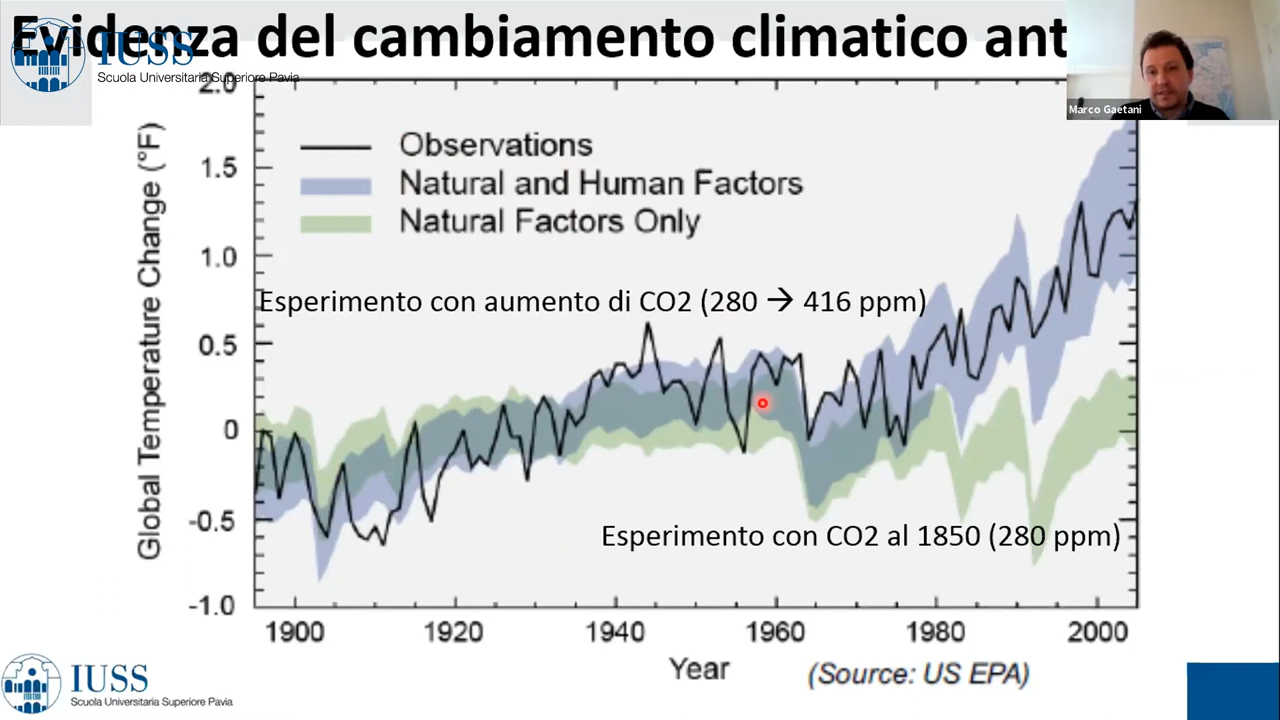 Evidenza del cambiamento climatico ant
IUSS
Scuola Universitaria Superiore Pavia
Marco Gaetani
2.0
1.5
1.0
0.5
0
-0.5
-1.0
Global Temperature Change (°F)
Observations
Natural and Human Factors
Natural Factors Only
Esperimento con aumento di CO2 (280 → 416 ppm)
Esperimento con CO2 al 1850 (280 ppm)
1900 1920 1940 1960 1980 2000
Year
(Source: US EPA)
IUSS
Scuola Universitaria Superiore Pavia